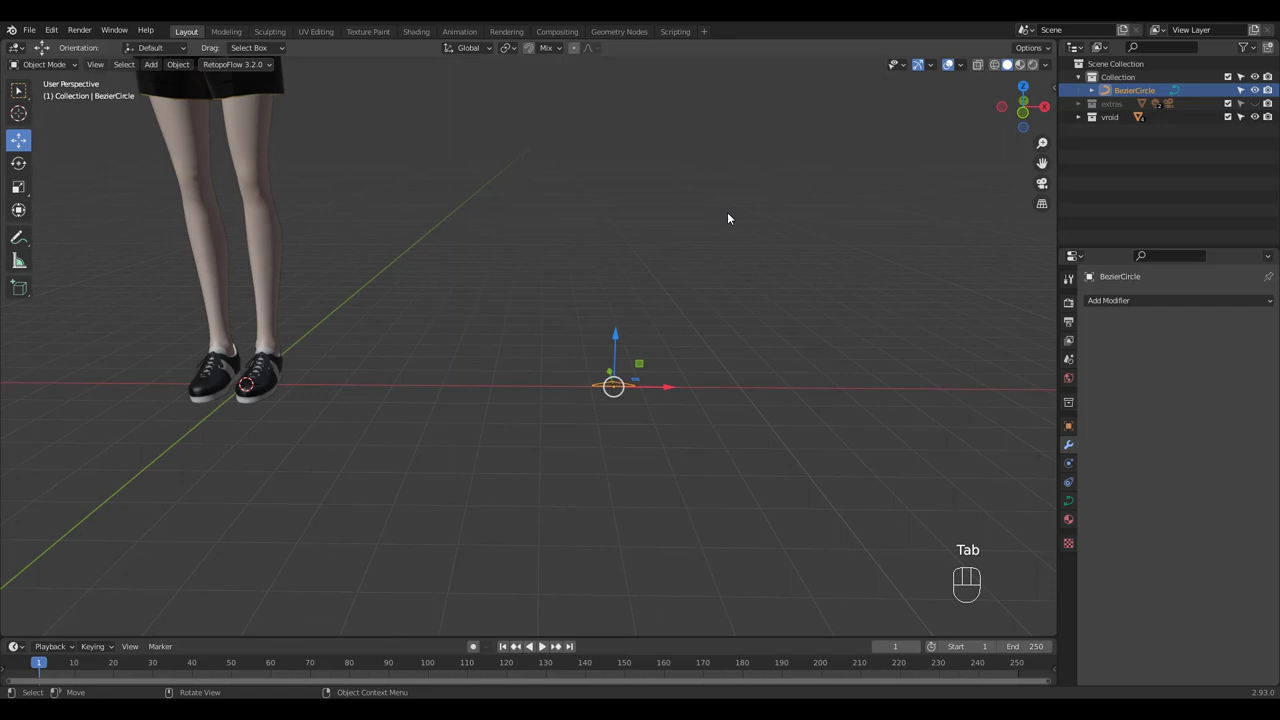 File Edit Render Window Help Layout Modeling Sculpting UV Editing Texture Paint Shading Animation Rendering Compositing Geometry Nodes Scripting + Scene View Layer
Orientation: Default Drag: Select Box Global Mix Options
Object Mode View Select Add Object RetopoFlow 3.2.0
User Perspective
(1) Collection | BezierCircle
Scene Collection
Collection
BezierCircle
extras 2
vroid 4
Z
X
BezierCircle
Add Modifier
Tab
Playback Keying View Marker 1 Start 1 End 250
1 10 20 30 40 50 60 70 80 90 100 110 120 130 140 150 160 170 180 190 200 210 220 230 240 250
Select Move Rotate View Object Context Menu 2.93.0